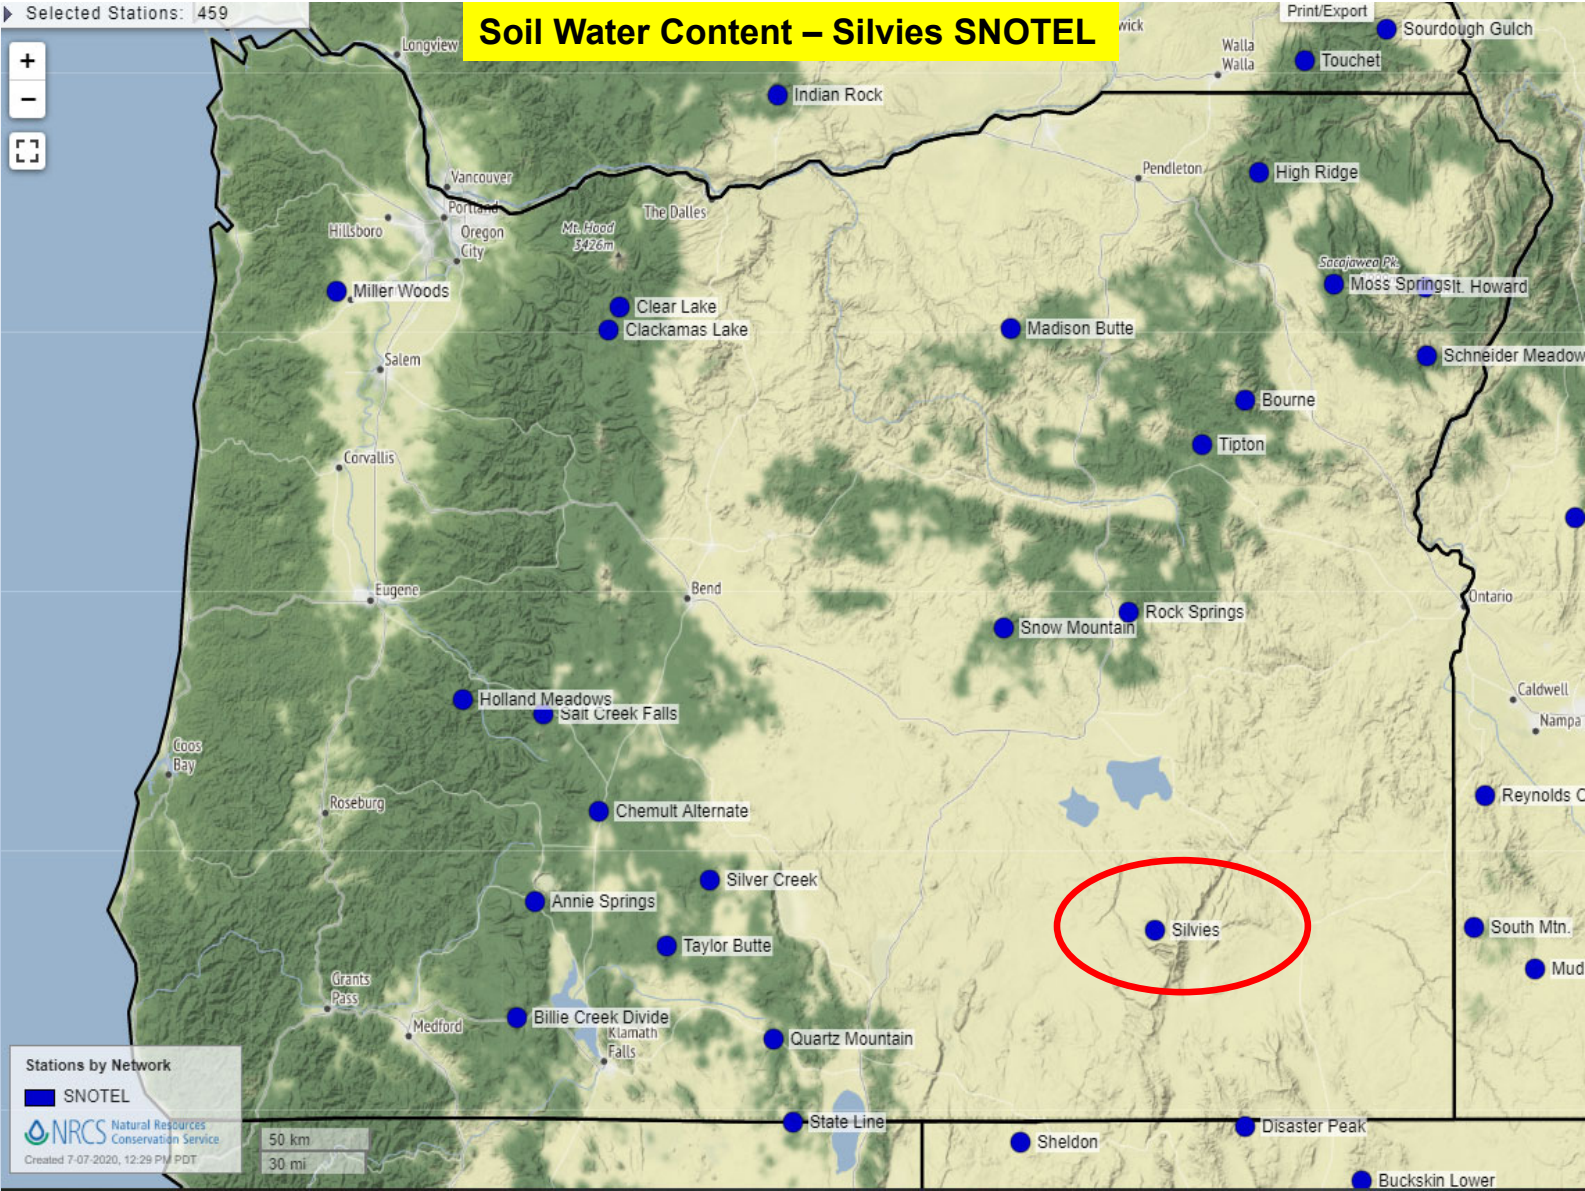 Selected Stations: 459
Soil Water Content – Silvies SNOTEL
Print/Export
+
−
Longview
wick
Walla
Walla
Sourdough Gulch
Touchet
Indian Rock
Vancouver
Portland
Hillsboro
Oregon
City
Mt. Hood
3426m
The Dalles
Pendleton
High Ridge
Sacajawea Pk.
Miller Woods
Moss Springs
t. Howard
Clear Lake
Clackamas Lake
Madison Butte
Salem
Schneider Meadow
Bourne
Tipton
Corvallis
Eugene
Bend
Ontario
Snow Mountain
Rock Springs
Holland Meadows
Salt Creek Falls
Caldwell
Nampa
Coos
Bay
Roseburg
Chemult Alternate
Reynolds C
Silver Creek
Annie Springs
Taylor Butte
Silvies
South Mtn.
Mud
Grants
Pass
Medford
Billie Creek Divide
Klamath
Falls
Quartz Mountain
Stations by Network
SNOTEL
NRCS Natural Resources
Conservation Service
Created 7-07-2020, 12:29 PM PDT
50 km
30 mi
State Line
Sheldon
Disaster Peak
Buckskin Lower